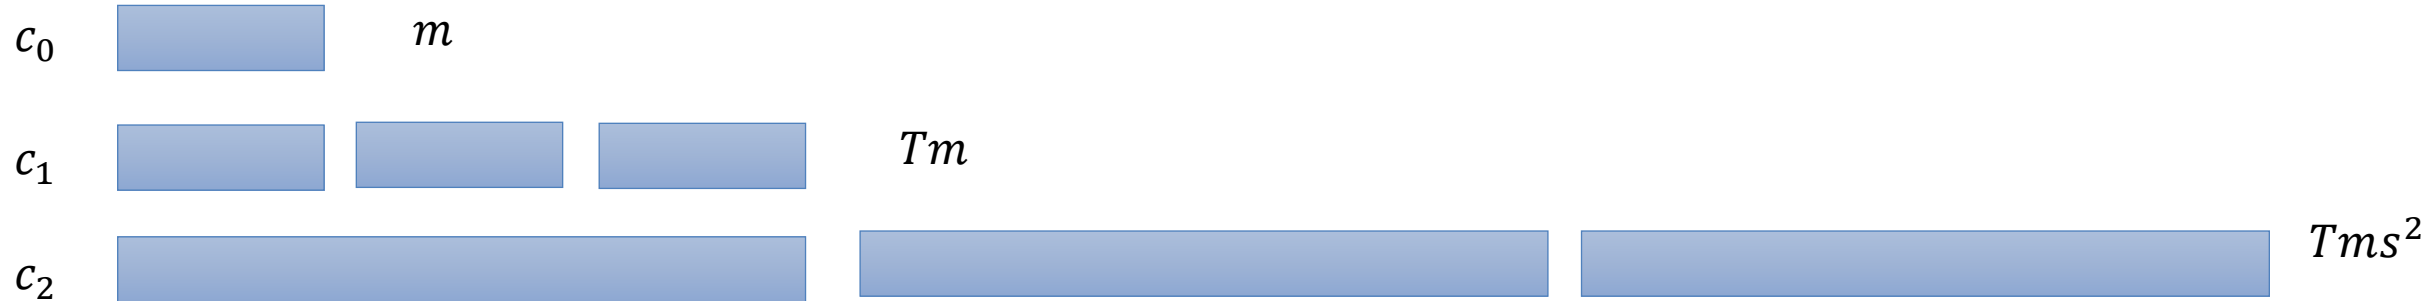 c₀ m
c₁ Tm
c₂ Tms²